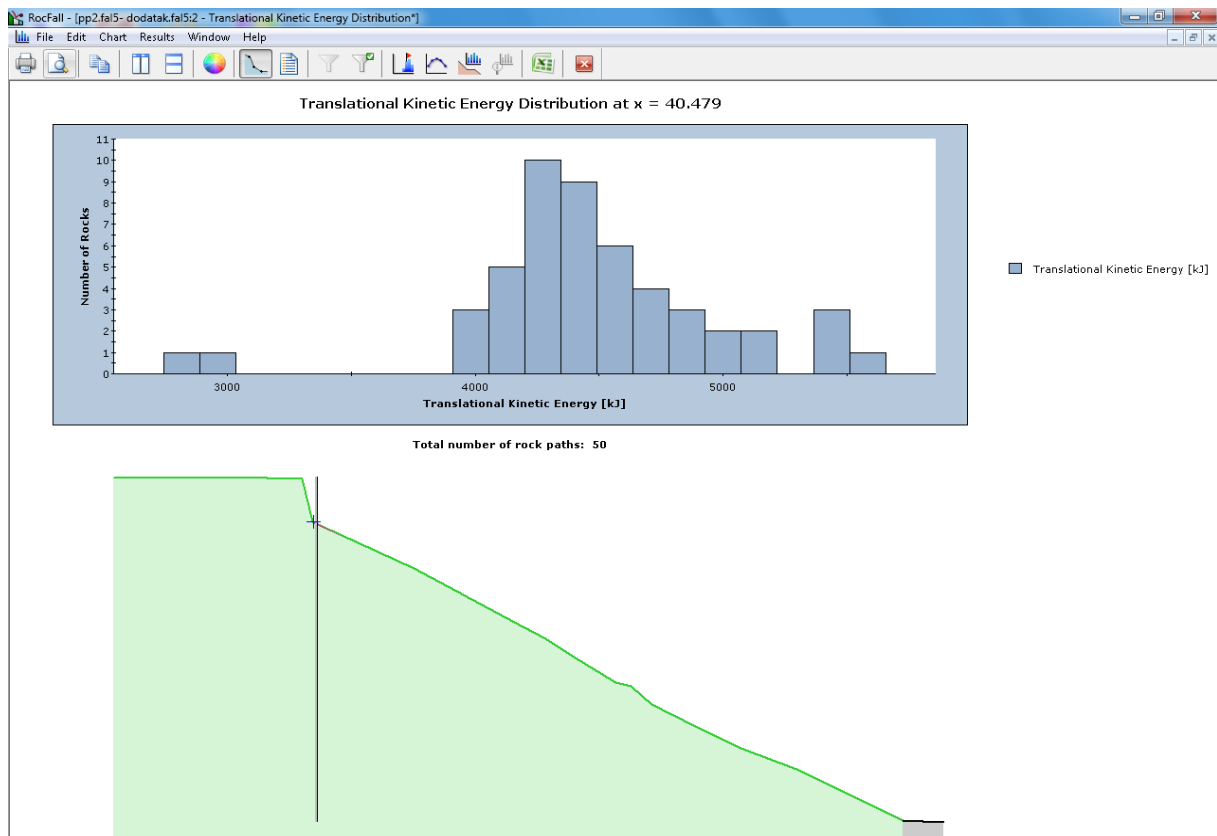 RocFall - [pp2.fal5- dodatak.fal5:2 - Translational Kinetic Energy Distribution*]
File Edit Chart Results Window Help
Translational Kinetic Energy Distribution at x = 40.479
11
10
9
8
7
6
5
4
3
2
1
0
Number of Rocks
3000 4000 5000
Translational Kinetic Energy [kJ]
Translational Kinetic Energy [kJ]
Total number of rock paths: 50